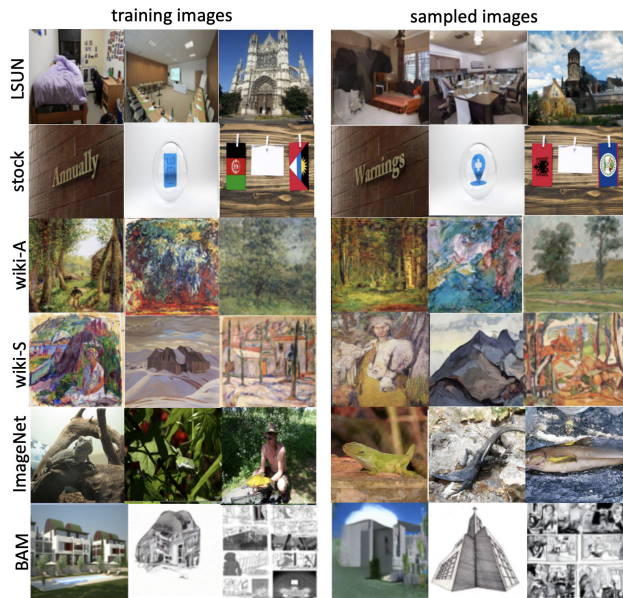 training images
sampled images
LSUN
stock
Annually
Warnings
wiki-A
wiki-S
ImageNet
BAM